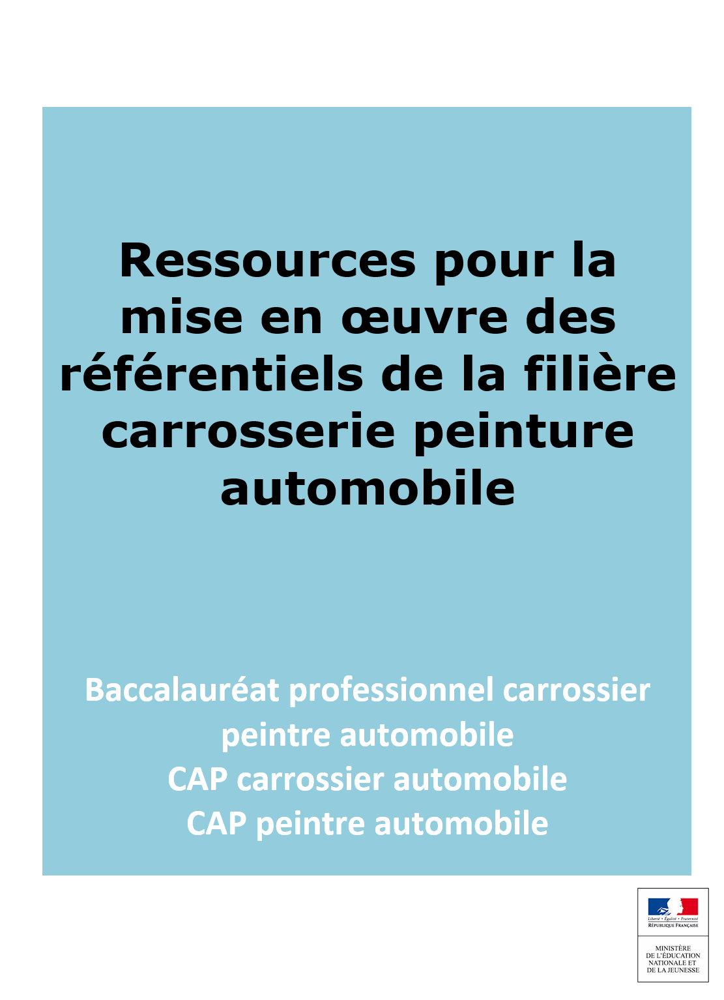 Ressources pour la
mise en œuvre des
référentiels de la filière
carrosserie peinture
automobile
Baccalauréat professionnel carrossier
peintre automobile
CAP carrossier automobile
CAP peintre automobile
Liberté • Égalité • Fraternité
RÉPUBLIQUE FRANÇAISE
MINISTÈRE
DE L'ÉDUCATION
NATIONALE ET
DE LA JEUNESSE